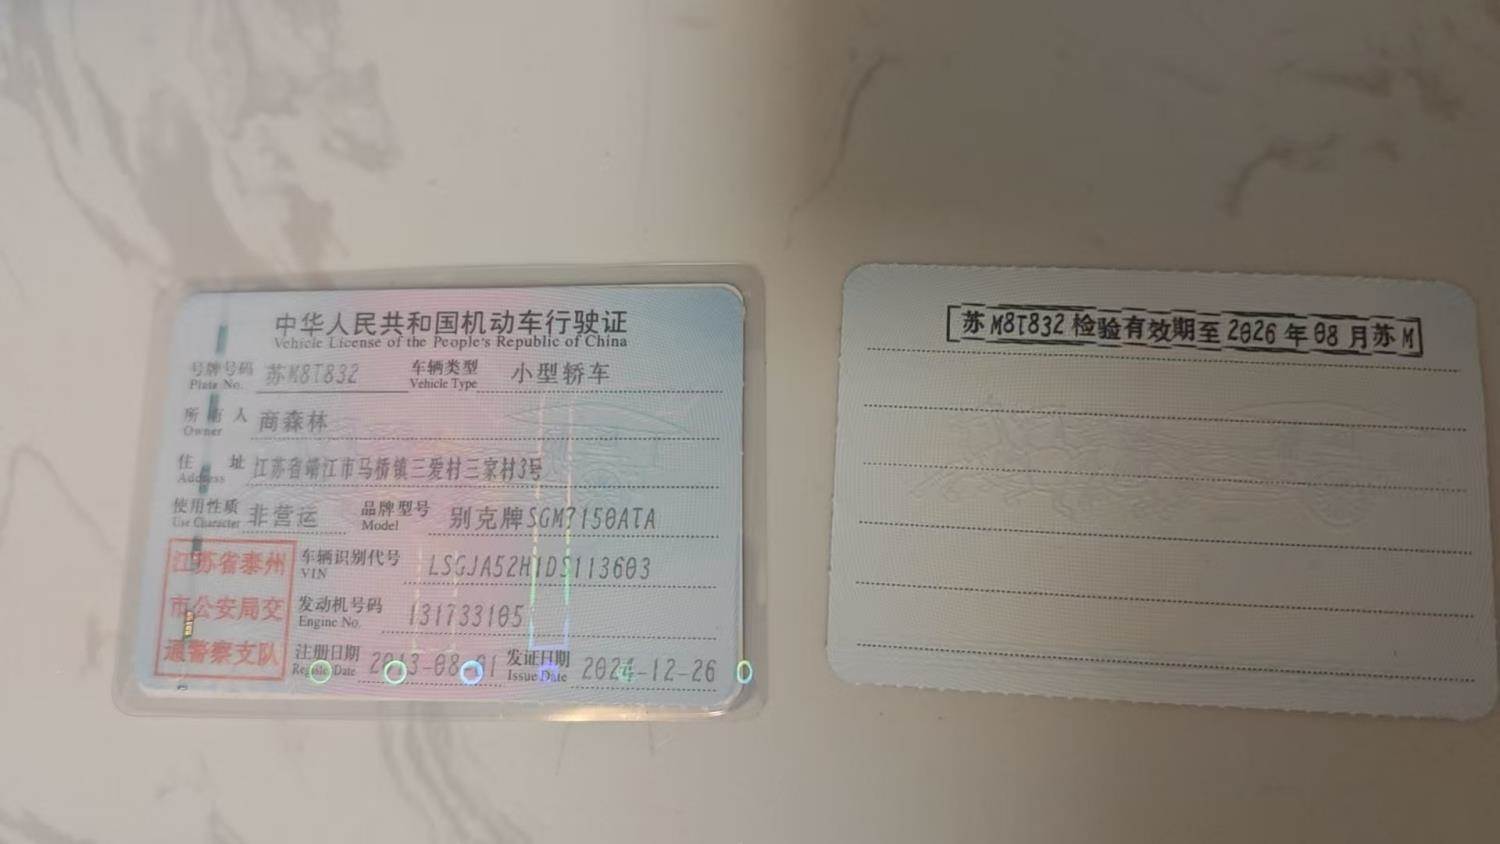 中华人民共和国机动车行驶证
Vehicle License of the People's Republic of China
号牌号码 苏M8T832 车辆类型 小型轿车
Plate No. Vehicle Type
所有人 商森林
Owner
住址 江苏省靖江市马桥镇三爱村三家村3号
Address
使用性质 非营运 品牌型号 别克牌SGM7150ATA
Use Character Model
江苏省泰州
市公安局交
通警察支队
车辆识别代号 LSGJA52H1DS113603
VIN
发动机号码 131733105
Engine No.
注册日期 2013-08-01 发证日期 2024-12-26
Register Date Issue Date
苏M8T832检验有效期至2026年08月苏M